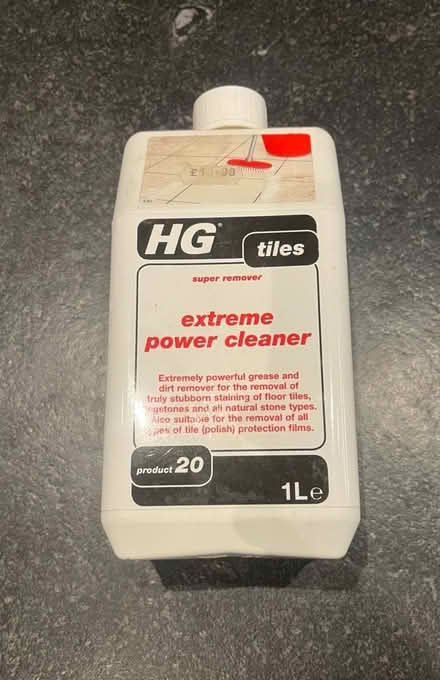 HG®
tiles
super remover
extreme
power cleaner
Extremely powerful grease and
dirt remover for the removal of
truly stubborn staining of floor tiles,
and all natural stone types.
Also suitable for the removal of all
types of tile (polish) protection films.
product 20
1L℮